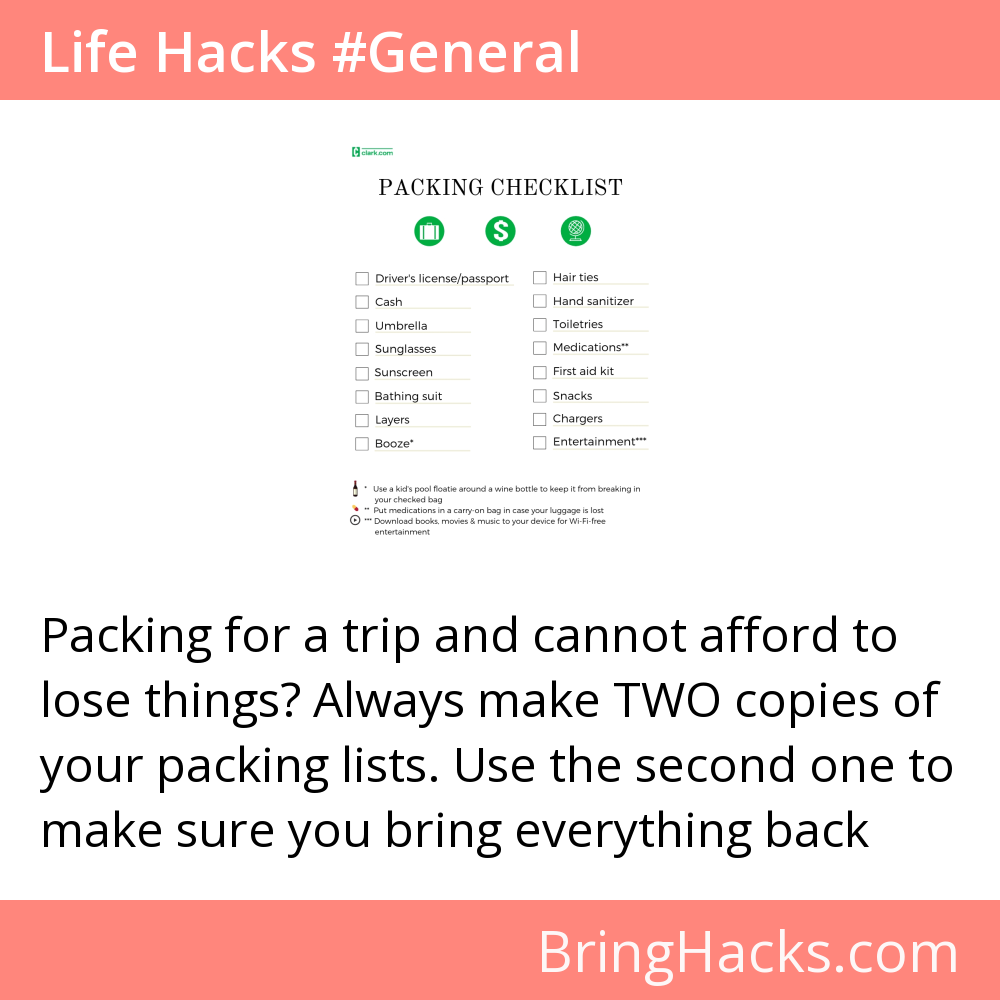 Life Hacks #General
clark.com
PACKING CHECKLIST
Driver's license/passport
Cash
Umbrella
Sunglasses
Sunscreen
Bathing suit
Layers
Booze*
Hair ties
Hand sanitizer
Toiletries
Medications**
First aid kit
Snacks
Chargers
Entertainment***
* Use a kid's pool floatie around a wine bottle to keep it from breaking in
your checked bag
** Put medications in a carry-on bag in case your luggage is lost
*** Download books, movies & music to your device for Wi-Fi-free
entertainment
Packing for a trip and cannot afford to
lose things? Always make TWO copies of
your packing lists. Use the second one to
make sure you bring everything back
BringHacks.com